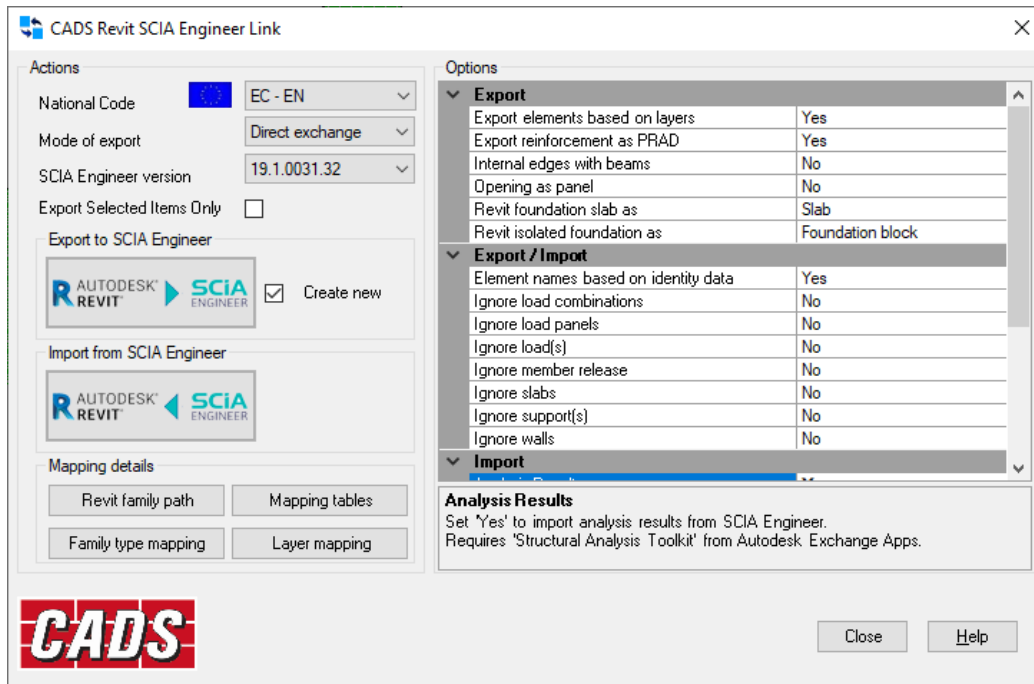 CADS Revit SCIA Engineer Link
Actions
National Code EC - EN
Mode of export Direct exchange
SCIA Engineer version 19.1.0031.32
Export Selected Items Only
Export to SCIA Engineer
R AUTODESK® REVIT® SCiA ENGINEER Create new
Import from SCIA Engineer
R AUTODESK® REVIT® SCiA ENGINEER
Mapping details
Revit family path Mapping tables
Family type mapping Layer mapping
Options
Export
Export elements based on layers Yes
Export reinforcement as PRAD Yes
Internal edges with beams No
Opening as panel No
Revit foundation slab as Slab
Revit isolated foundation as Foundation block
Export / Import
Element names based on identity data Yes
Ignore load combinations No
Ignore load panels No
Ignore load(s) No
Ignore member release No
Ignore slabs No
Ignore support(s) No
Ignore walls No
Import
Analysis Results
Set 'Yes' to import analysis results from SCIA Engineer.
Requires 'Structural Analysis Toolkit' from Autodesk Exchange Apps.
CADS
Close Help